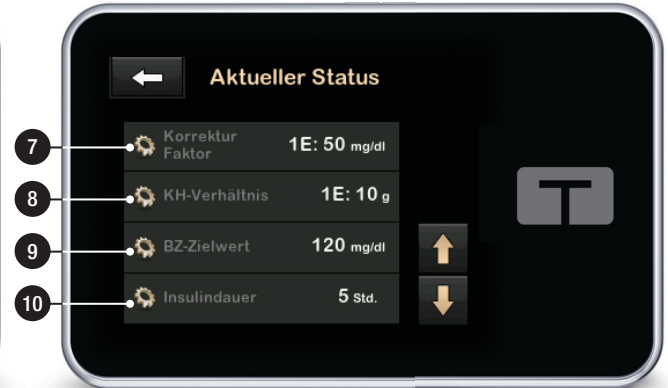 Aktueller Status
7
Korrektur
Faktor
1E: 50 mg/dl
8
KH-Verhältnis
1E: 10 g
9
BZ-Zielwert
120 mg/dl
10
Insulindauer
5 Std.